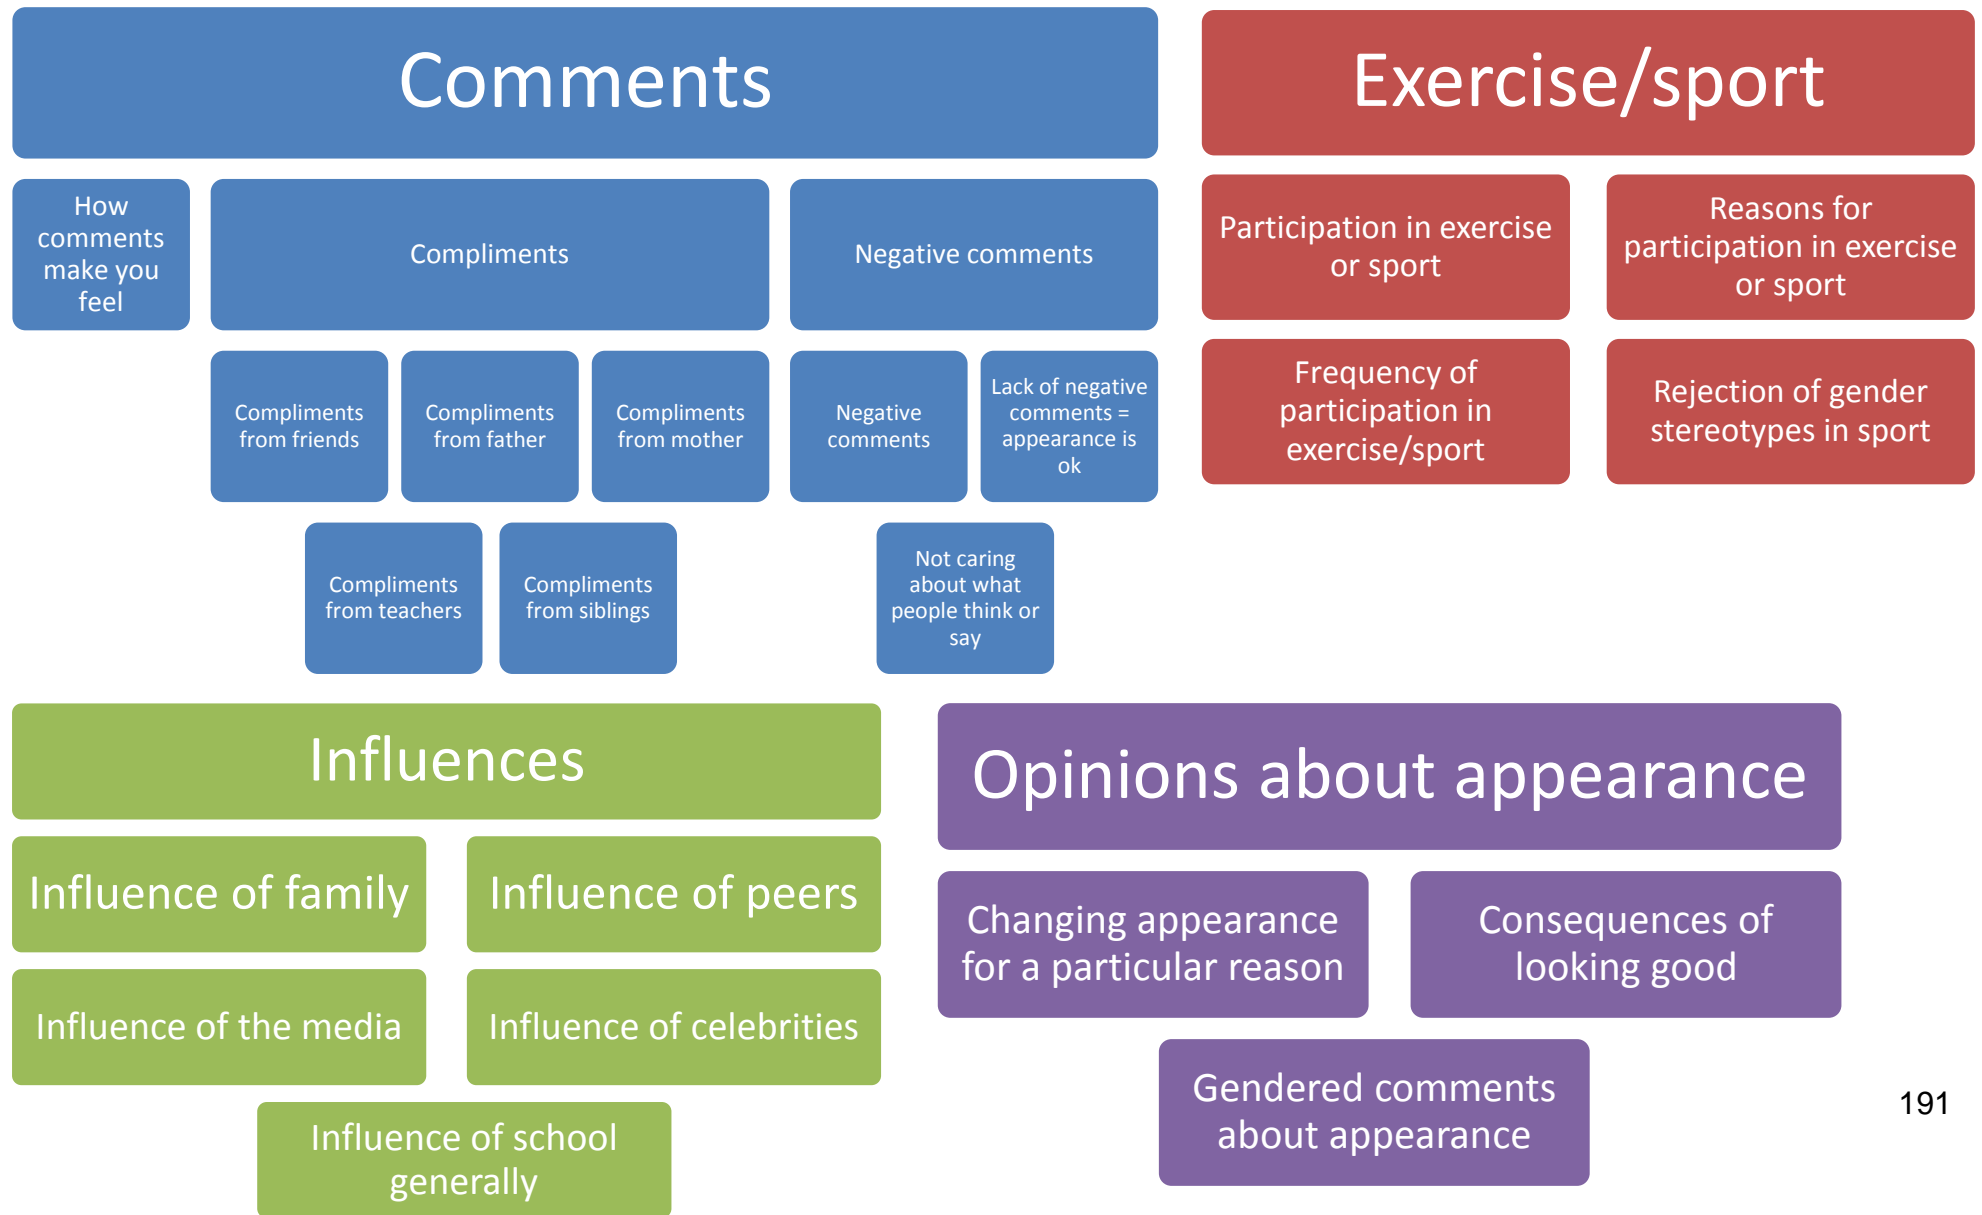 Comments
How
comments
make you
feel
Compliments
Negative comments
Compliments
from friends
Compliments
from father
Compliments
from mother
Negative
comments
Lack of negative
comments =
appearance is
ok
Compliments
from teachers
Compliments
from siblings
Not caring
about what
people think or
say
Exercise/sport
Participation in exercise
or sport
Reasons for
participation in exercise
or sport
Frequency of
participation in
exercise/sport
Rejection of gender
stereotypes in sport
Influences
Influence of family
Influence of peers
Influence of the media
Influence of celebrities
Influence of school
generally
Opinions about appearance
Changing appearance
for a particular reason
Consequences of
looking good
Gendered comments
about appearance
191